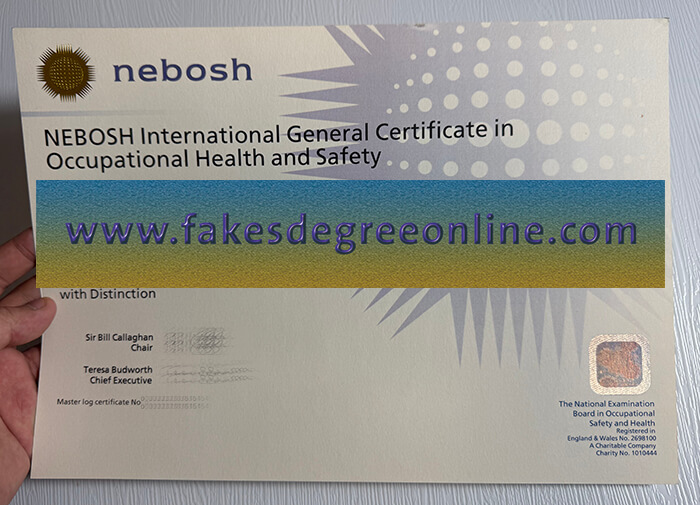 nebosh
NEBOSH International General Certificate in
Occupational Health and Safety
www.fakesdegreeonline.com
with Distinction
Sir Bill Callaghan
Chair
Teresa Budworth
Chief Executive
Master log certificate No
The National Examination
Board in Occupational
Safety and Health
Registered in
England & Wales No. 2698100
A Charitable Company
Charity No. 1010444